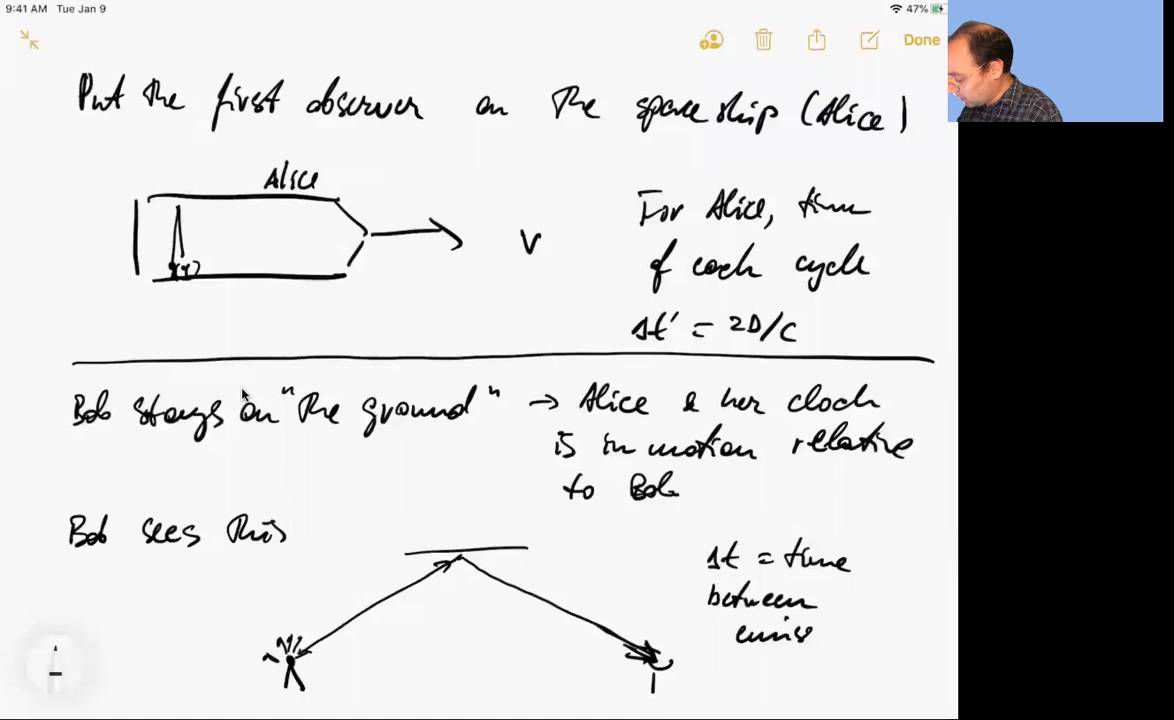 9:41 AM Tue Jan 9
47%
Done
Put the first observer on the spaceship (Alice)
Alice
V
For Alice, time
of each cycle
Δt' = 2D/C
Bob stays on "the ground" → Alice & her clock
is in motion relative
to Bob
Bob sees this
Δt = time
between
emiss